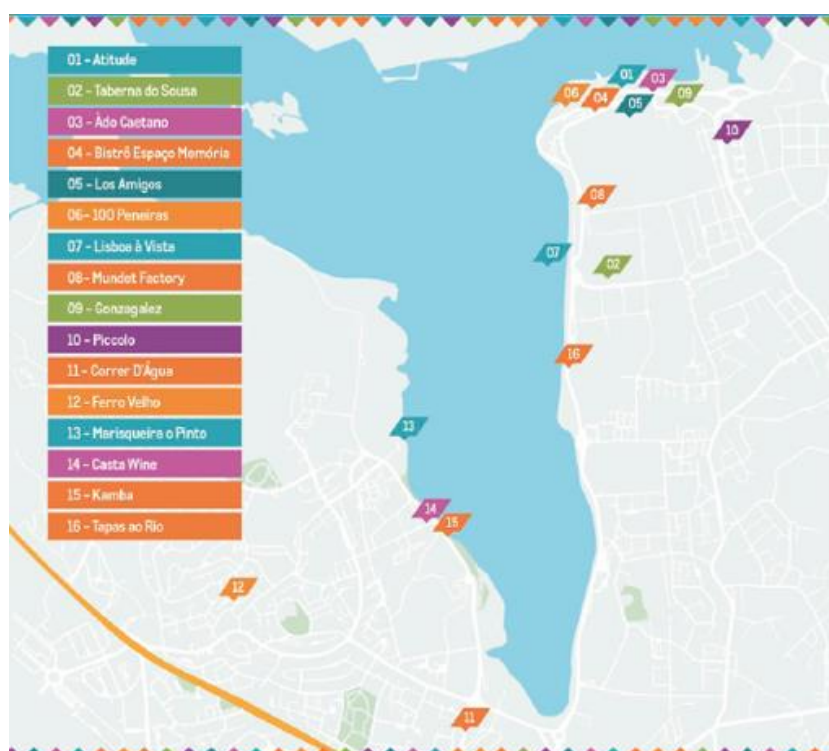 01 - Atitude
02 - Taberna do Sousa
03 - Àdo Caetano
04 - Bistrô Espaço Memória
05 - Los Amigos
06- 100 Peneiras
07 - Lisboa à Vista
08- Mundet Factory
09 - Gonzagalez
10 - Piccolo
11- Correr D'Água
12 - Ferro Velho
13 - Marisqueira o Pinto
14 - Casta Wine
15 - Kamba
16 - Tapas ao Rio
01
03
06
04
05
09
10
08
07
02
16
13
14
15
12
11